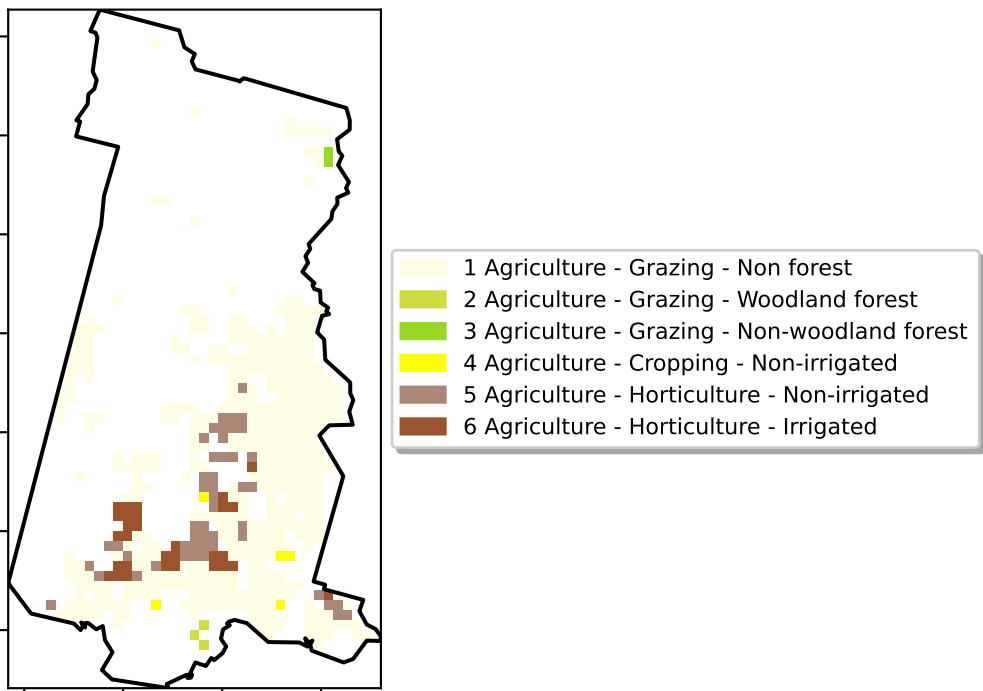 1 Agriculture - Grazing - Non forest
2 Agriculture - Grazing - Woodland forest
3 Agriculture - Grazing - Non-woodland forest
4 Agriculture - Cropping - Non-irrigated
5 Agriculture - Horticulture - Non-irrigated
6 Agriculture - Horticulture - Irrigated